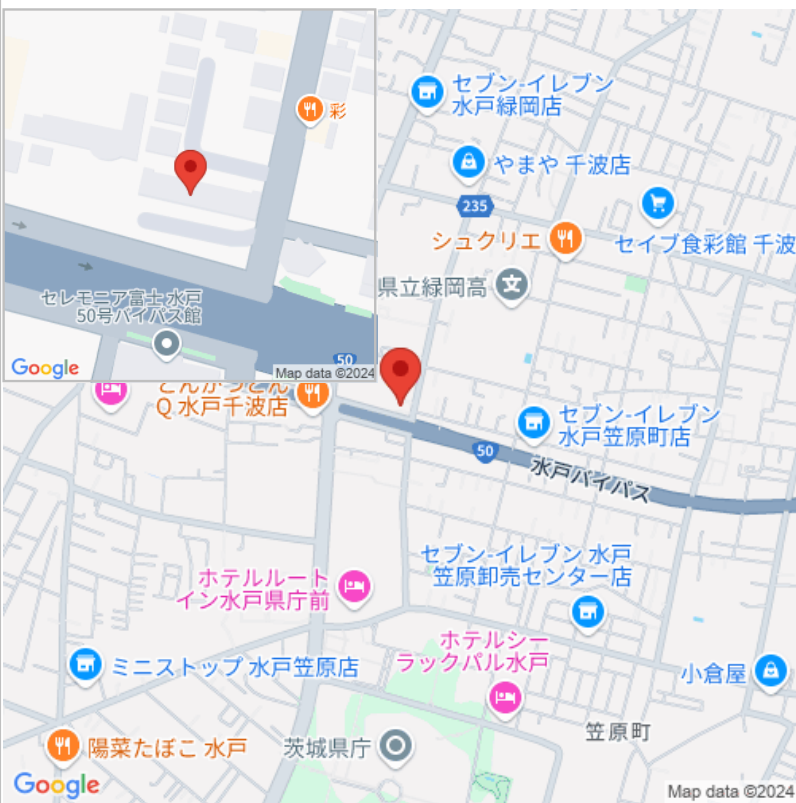 彩
セレモニア富士 水戸
50号バイパス館
50
Google
Map data ©2024
セブン-イレブン
水戸緑岡店
やまや 千波店
235
シュクリエ
セイブ食彩館 千波
県立緑岡高
とんかつとん
Q 水戸千波店
セブン-イレブン
水戸笠原町店
50
水戸バイパス
セブン-イレブン 水戸
笠原卸売センター店
ホテルルート
イン水戸県庁前
ホテルシー
ラックパル水戸
ミニストップ 水戸笠原店
小倉屋
笠原町
陽菜たぼこ 水戸
茨城県庁
文
Google
Map data ©2024